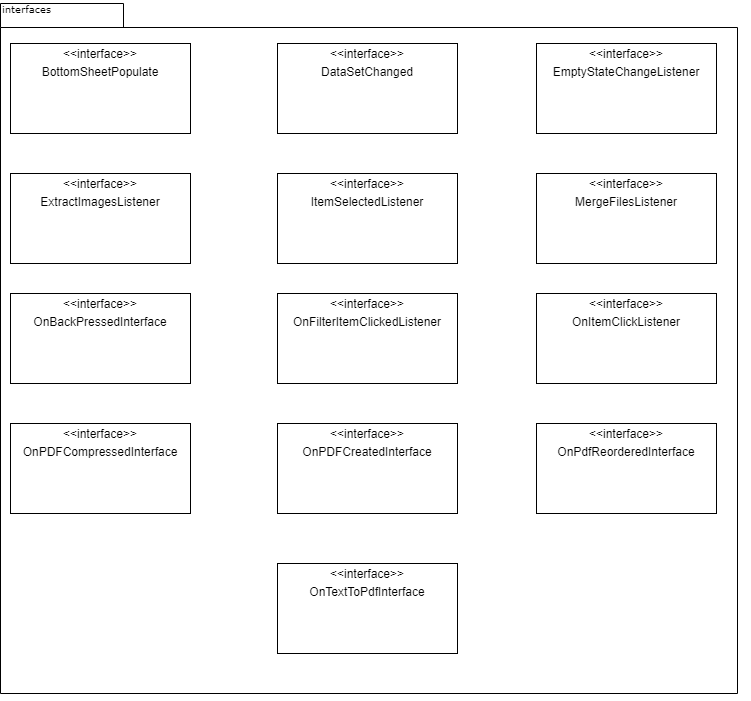 interfaces
<<interface>>
BottomSheetPopulate
<<interface>>
DataSetChanged
<<interface>>
EmptyStateChangeListener
<<interface>>
ExtractImagesListener
<<interface>>
ItemSelectedListener
<<interface>>
MergeFilesListener
<<interface>>
OnBackPressedInterface
<<interface>>
OnFilterItemClickedListener
<<interface>>
OnItemClickListener
<<interface>>
OnPDFCompressedInterface
<<interface>>
OnPDFCreatedInterface
<<interface>>
OnPdfReorderedInterface
<<interface>>
OnTextToPdfInterface